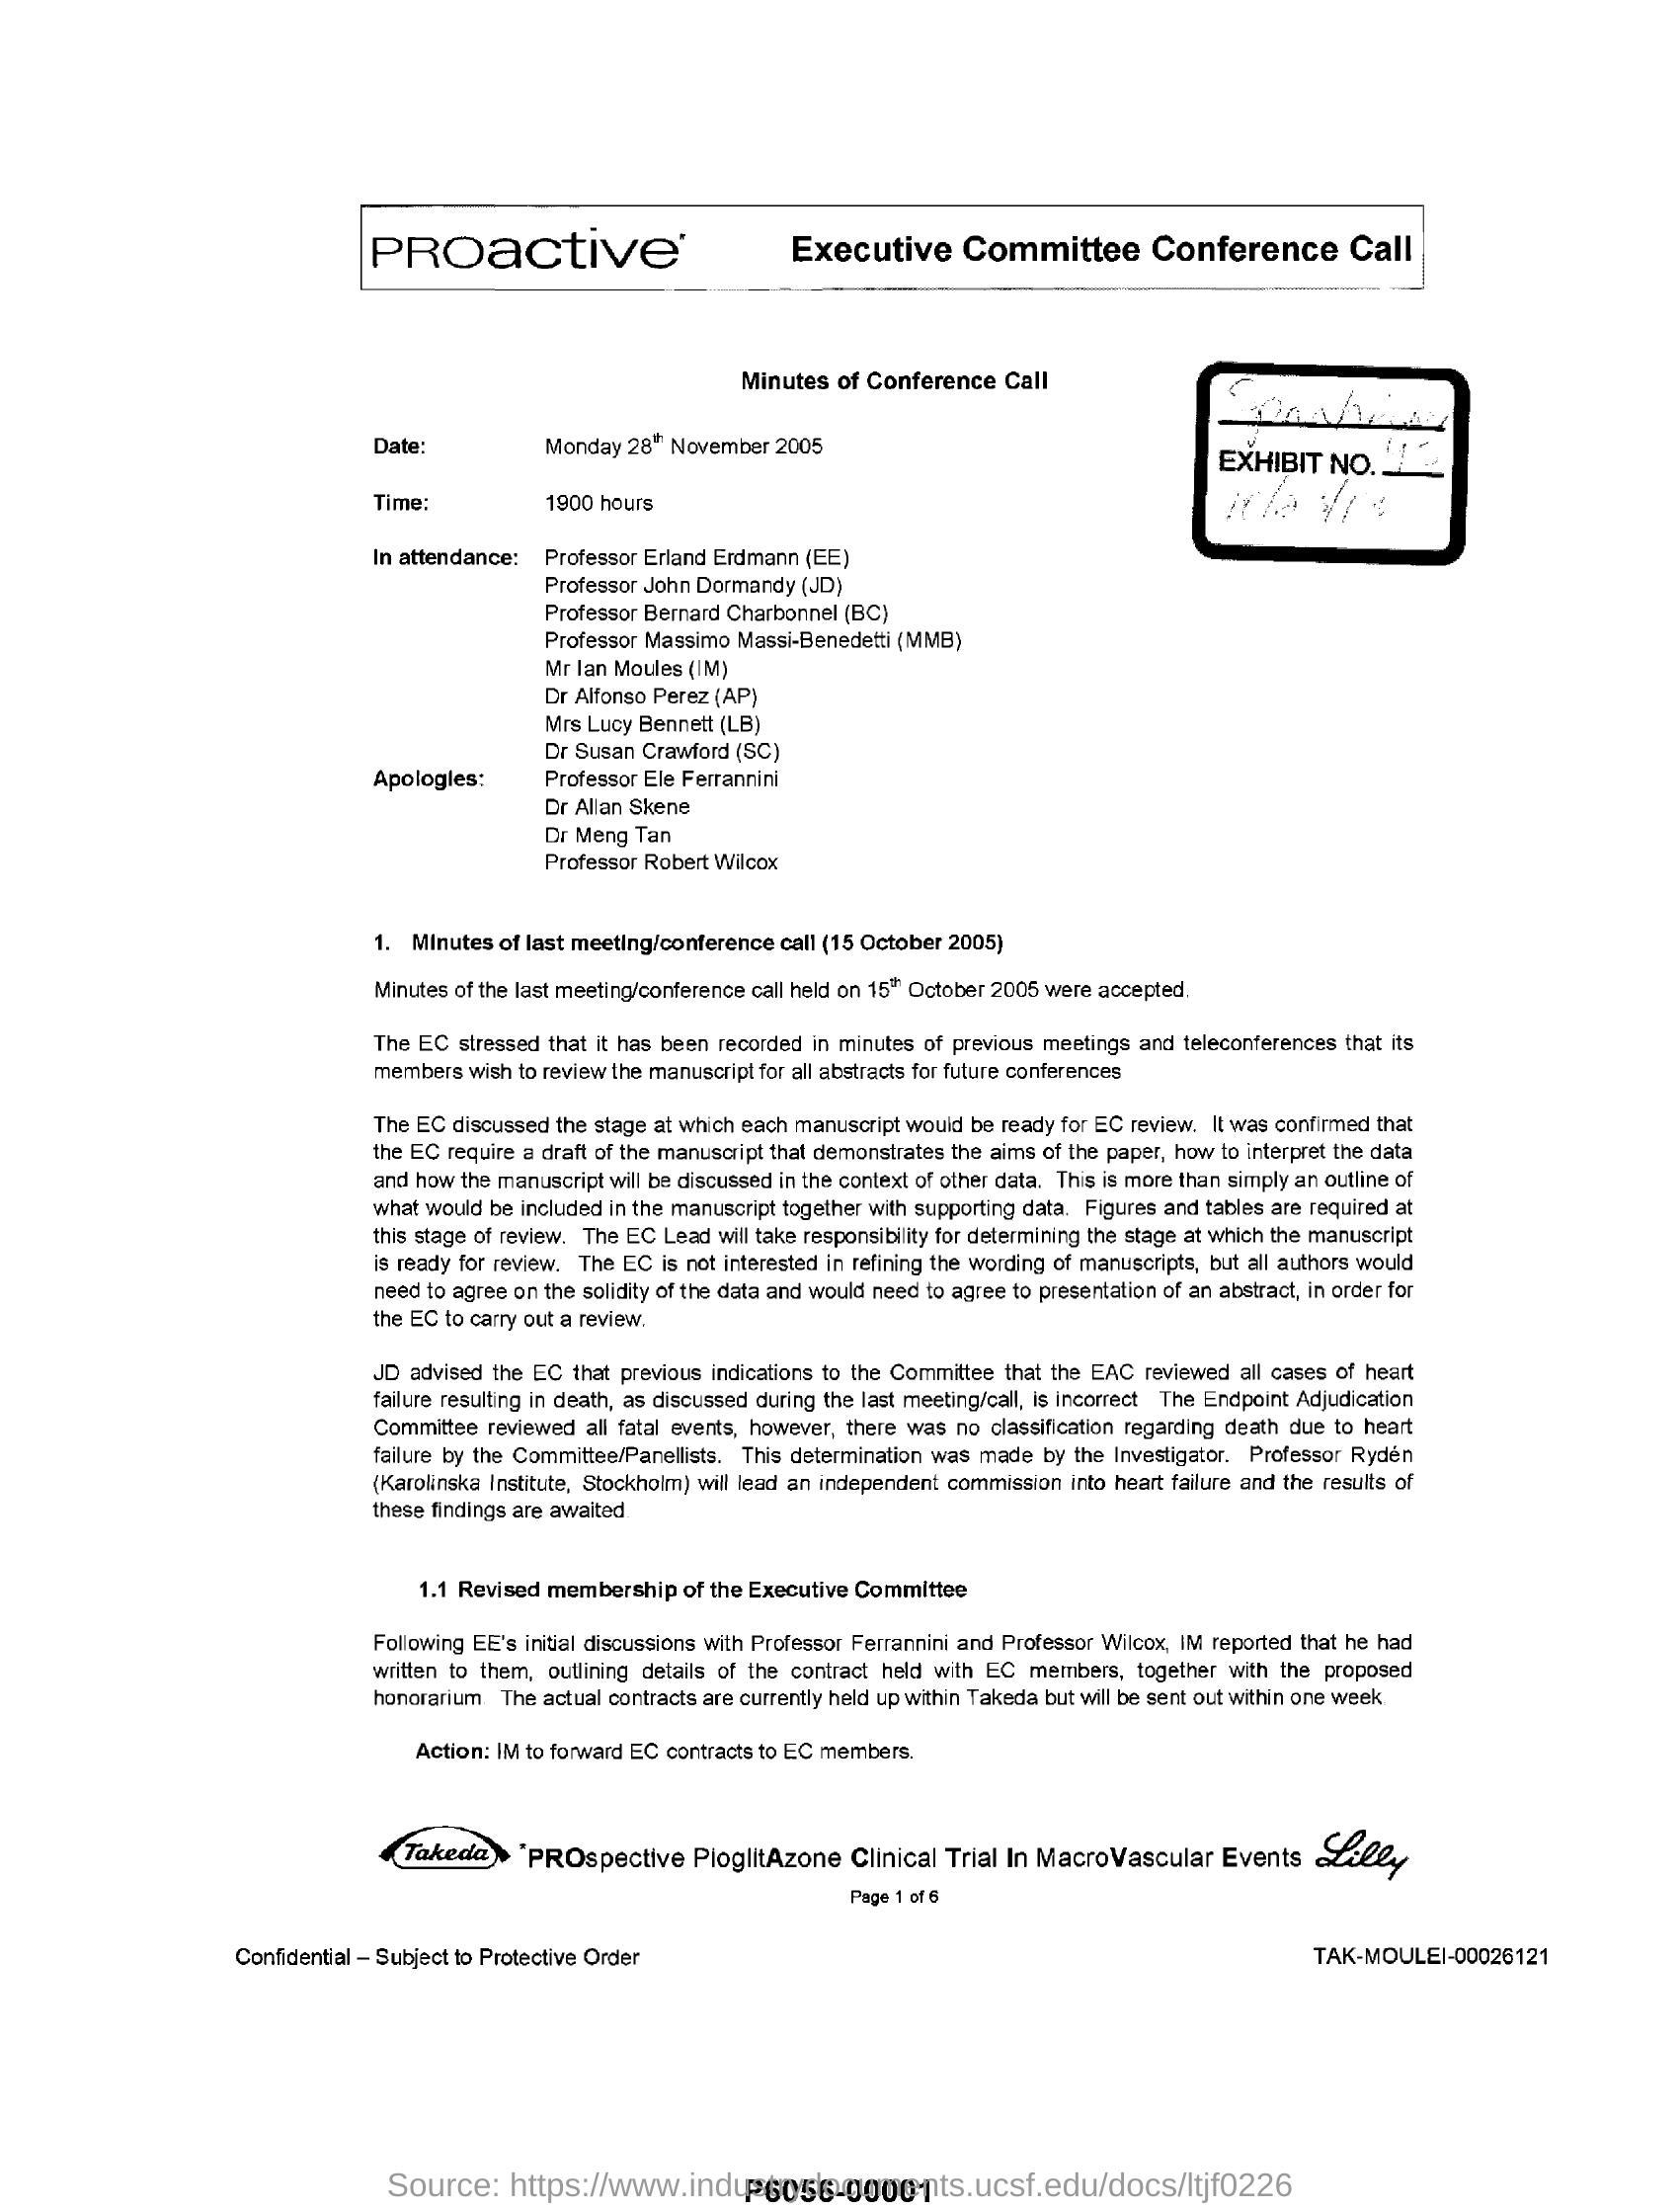 PROactive* Executive Committee Conference Call
Minutes of Conference Call
Date: Monday 28th November 2005
EXHIBIT NO.
Time: 1900 hours
In attendance: Professor Erland Erdmann (EE)
Professor John Dormandy (JD)
Professor Bernard Charbonnel (BC)
Professor Massimo Massi-Benedetti (MMB)
Mr Ian Moules (IM)
Dr Alfonso Perez (AP)
Mrs Lucy Bennett (LB)
Dr Susan Crawford (SC)
Apologies: Professor Ele Ferrannini
Dr Allan Skene
Dr Meng Tan
Professor Robert Wilcox
1. Minutes of last meeting/conference call (15 October 2005)
Minutes of the last meeting/conference call held on 15th October 2005 were accepted.
The EC stressed that it has been recorded in minutes of previous meetings and teleconferences that its
members wish to review the manuscript for all abstracts for future conferences
The EC discussed the stage at which each manuscript would be ready for EC review. It was confirmed that
the EC require a draft of the manuscript that demonstrates the aims of the paper, how to interpret the data
and how the manuscript will be discussed in the context of other data. This is more than simply an outline of
what would be included in the manuscript together with supporting data. Figures and tables are required at
this stage of review. The EC Lead will take responsibility for determining the stage at which the manuscript
is ready for review. The EC is not interested in refining the wording of manuscripts, but all authors would
need to agree on the solidity of the data and would need to agree to presentation of an abstract, in order for
the EC to carry out a review.
JD advised the EC that previous indications to the Committee that the EAC reviewed all cases of heart
failure resulting in death, as discussed during the last meeting/call, is incorrect The Endpoint Adjudication
Committee reviewed all fatal events, however, there was no classification regarding death due to heart
failure by the Committee/Panellists. This determination was made by the Investigator. Professor Rydén
(Karolinska Institute, Stockholm) will lead an independent commission into heart failure and the results of
these findings are awaited
1.1 Revised membership of the Executive Committee
Following EE's initial discussions with Professor Ferrannini and Professor Wilcox, IM reported that he had
written to them, outlining details of the contract held with EC members, together with the proposed
honorarium The actual contracts are currently held up within Takeda but will be sent out within one week
Action: IM to forward EC contracts to EC members.
Takeda *PROspective PioglitAzone Clinical Trial In MacroVascular Events Lilly
Page 1 of 6
Confidential – Subject to Protective Order TAK-MOULEI-00026121
Source: https://www.industrydocuments.ucsf.edu/docs/ltjf0226
P6056-00001